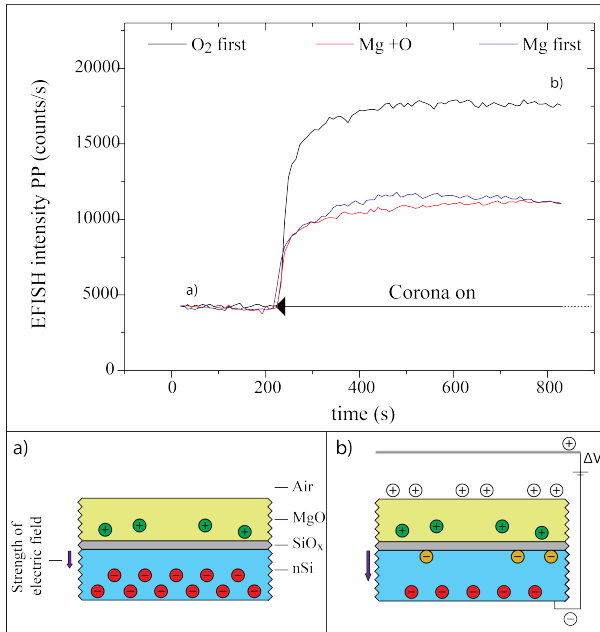 O2 first Mg +O Mg first
20000
15000
10000
5000
0
EFISH intensity PP (counts/s)
a)
b)
Corona on
0 200 400 600 800
time (s)
a)
Air
MgO
SiOx
nSi
Strength of
electric field
+ + + +
− − − − −
− − − − − −
b)
+
ΔV
+ + + + + + +
+ + + +
− − −
− − − − −
−